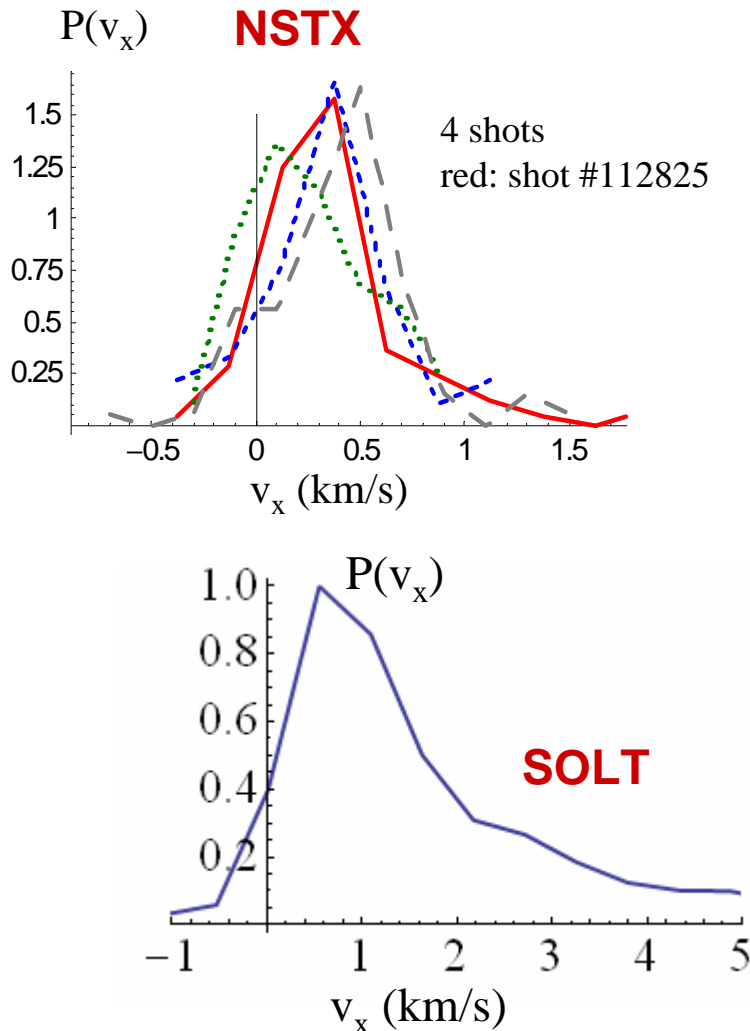 P(vₓ) NSTX
1.5
1.25
1
0.75
0.5
0.25
4 shots
red: shot #112825
−0.5 0 0.5 1 1.5
vₓ (km/s)
P(vₓ)
1.0
0.8
0.6
0.4
0.2
SOLT
−1 1 2 3 4 5
vₓ (km/s)